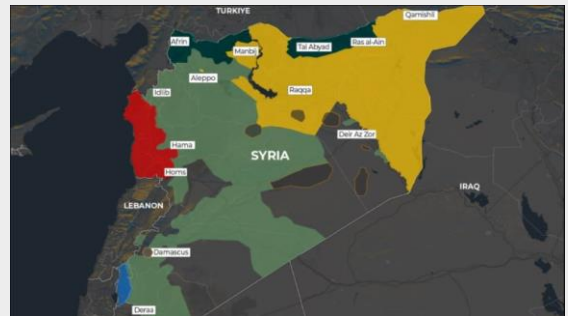 TURKIYE
Qamishli
Afrin
Manbij
Tal Abyad
Ras al-Ain
Aleppo
Idlib
Raqqa
Deir Az Zor
Hama
SYRIA
Homs
IRAQ
LEBANON
Damascus
Deraa